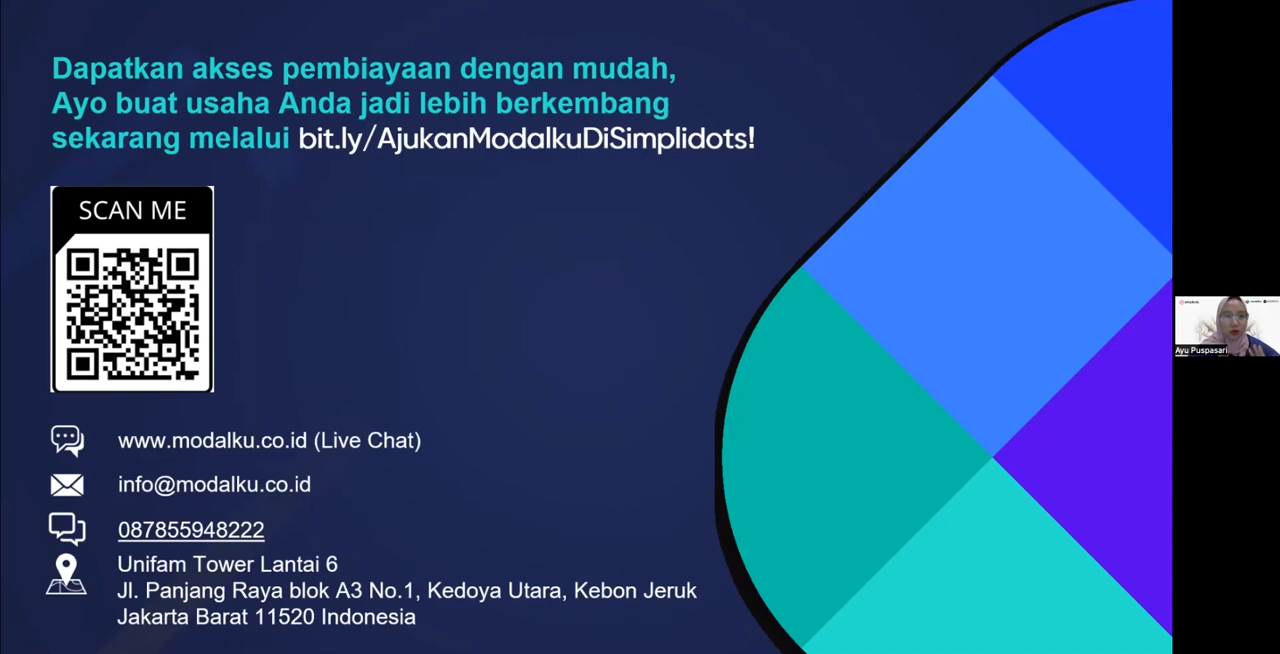 Dapatkan akses pembiayaan dengan mudah,
Ayo buat usaha Anda jadi lebih berkembang
sekarang melalui bit.ly/AjukanModalkuDiSimplidots!
SCAN ME
www.modalku.co.id (Live Chat)
info@modalku.co.id
087855948222
Unifam Tower Lantai 6
Jl. Panjang Raya blok A3 No.1, Kedoya Utara, Kebon Jeruk
Jakarta Barat 11520 Indonesia
Ayu Puspasari